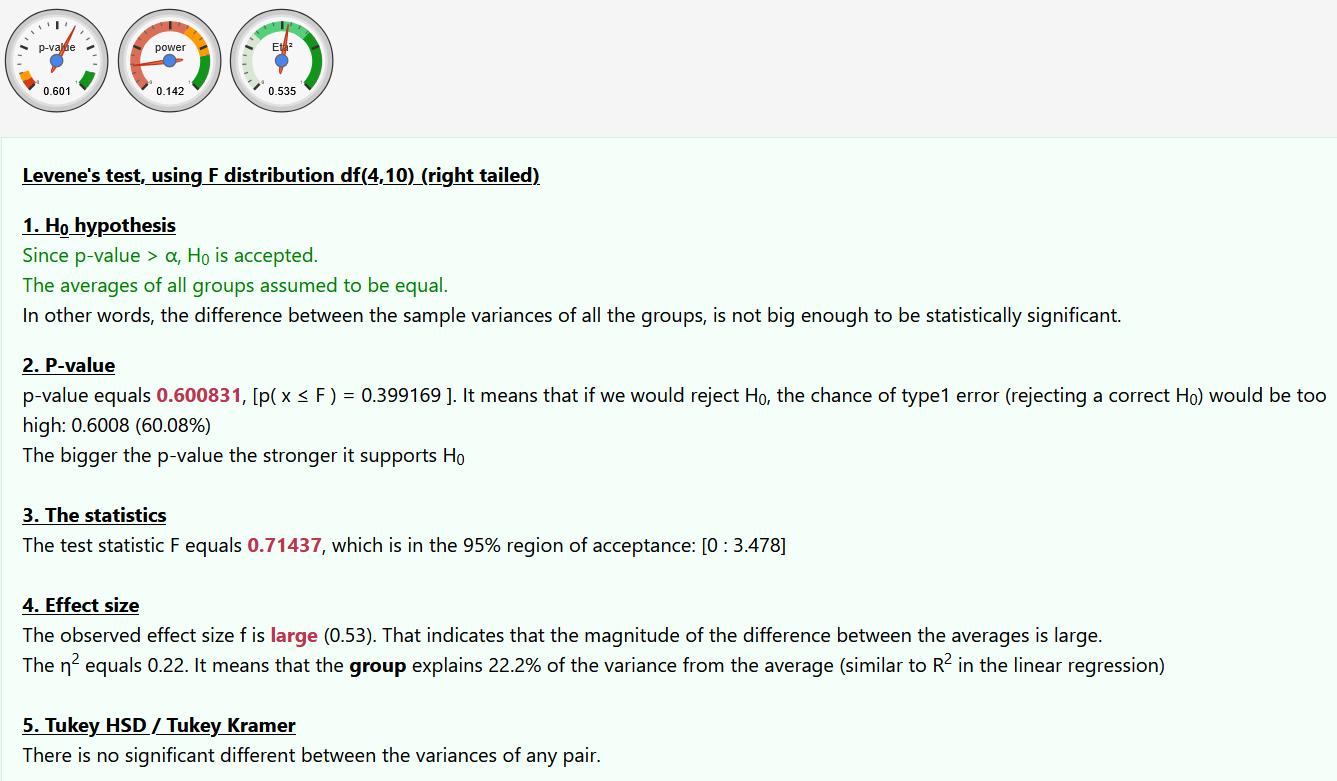 p-value
power
Eta²
0.601
0.142
0.535
Levene's test, using F distribution df(4,10) (right tailed)
1. H₀ hypothesis
Since p-value > α, H₀ is accepted.
The averages of all groups assumed to be equal.
In other words, the difference between the sample variances of all the groups, is not big enough to be statistically significant.
2. P-value
p-value equals 0.600831, [p( x ≤ F ) = 0.399169 ]. It means that if we would reject H₀, the chance of type1 error (rejecting a correct H₀) would be too
high: 0.6008 (60.08%)
The bigger the p-value the stronger it supports H₀
3. The statistics
The test statistic F equals 0.71437, which is in the 95% region of acceptance: [0 : 3.478]
4. Effect size
The observed effect size f is large (0.53). That indicates that the magnitude of the difference between the averages is large.
The η² equals 0.22. It means that the group explains 22.2% of the variance from the average (similar to R² in the linear regression)
5. Tukey HSD / Tukey Kramer
There is no significant different between the variances of any pair.